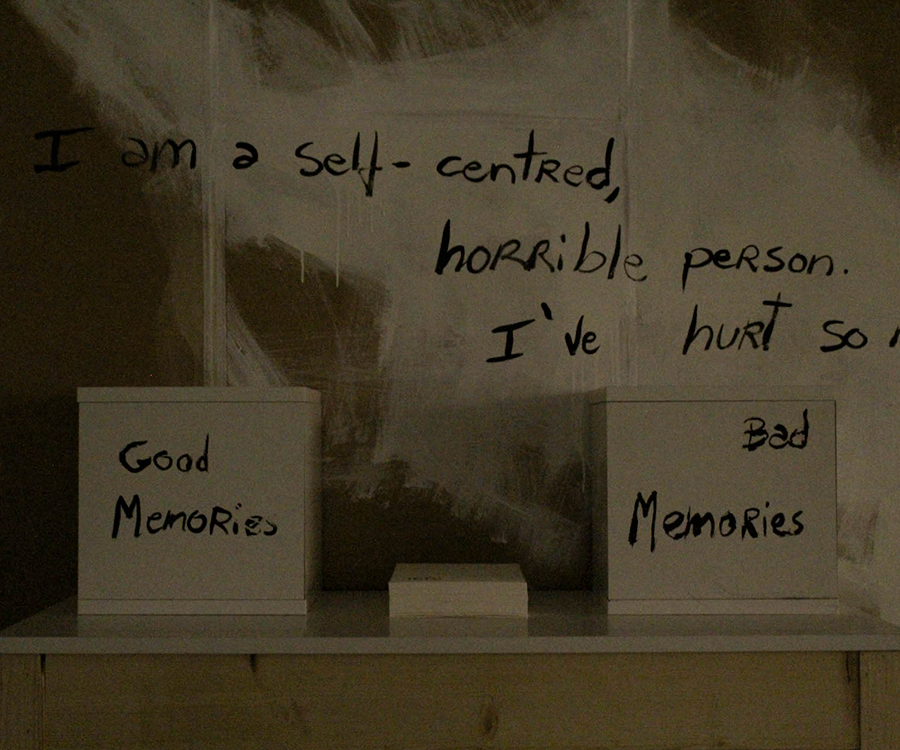 I am a self-centred,
horrible person.
I've hurt so
Good
Memories
Bad
Memories